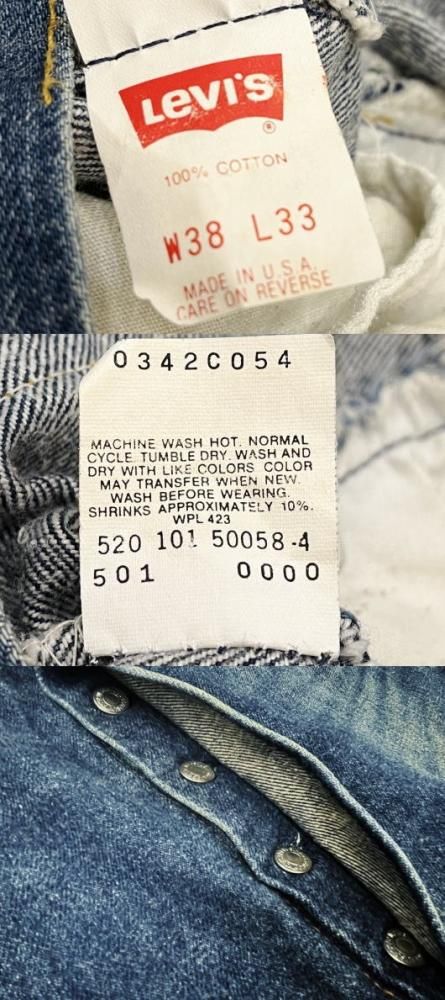 LEVI'S
®
100% COTTON
W38 L33
MADE IN U.S.A.
CARE ON REVERSE
0342C054
MACHINE WASH HOT. NORMAL
CYCLE. TUMBLE DRY. WASH AND
DRY WITH LIKE COLORS. COLOR
MAY TRANSFER WHEN NEW.
WASH BEFORE WEARING.
SHRINKS APPROXIMATELY 10%.
WPL 423
520 101 50058-4
501 0000